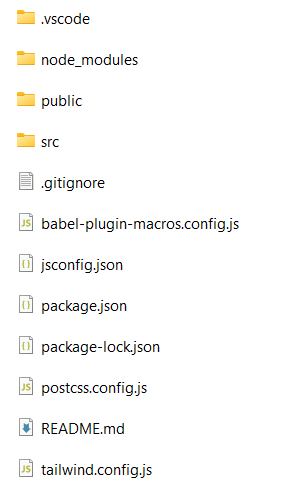 .vscode
node_modules
public
src
.gitignore
babel-plugin-macros.config.js
jsconfig.json
package.json
package-lock.json
postcss.config.js
README.md
tailwind.config.js